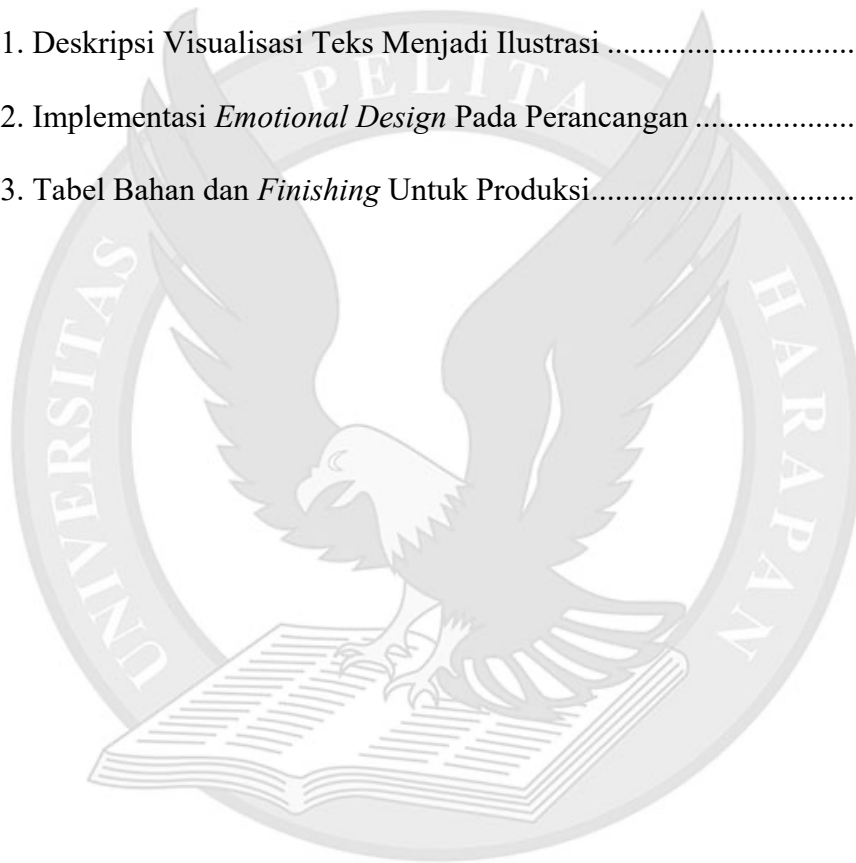 1. Deskripsi Visualisasi Teks Menjadi Ilustrasi ...............................
2. Implementasi Emotional Design Pada Perancangan ....................
3. Tabel Bahan dan Finishing Untuk Produksi.................................
UNIVERSITAS PELITA HARAPAN